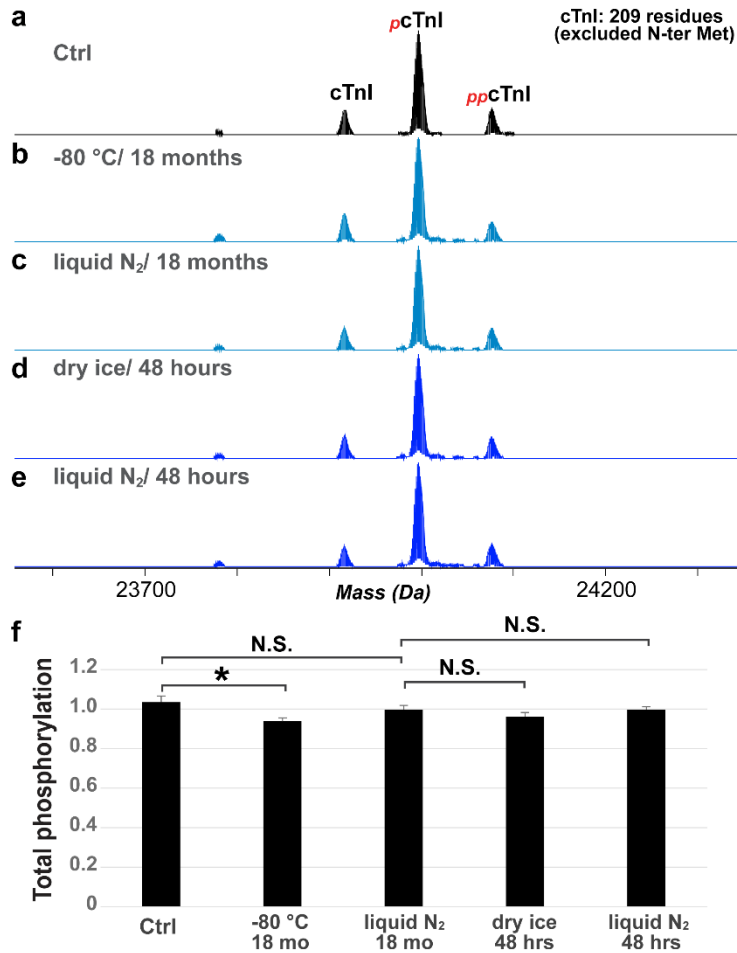 a
Ctrl
cTnI
pcTnI
ppcTnI
cTnI: 209 residues
(excluded N-ter Met)
b
-80 °C/ 18 months
c
liquid N₂/ 18 months
d
dry ice/ 48 hours
e
liquid N₂/ 48 hours
23700
Mass (Da)
24200
f
Total phosphorylation
1.2
1.0
0.8
0.6
0.4
0.2
0
N.S.
*
N.S.
N.S.
Ctrl
-80 °C
18 mo
liquid N₂
18 mo
dry ice
48 hrs
liquid N₂
48 hrs